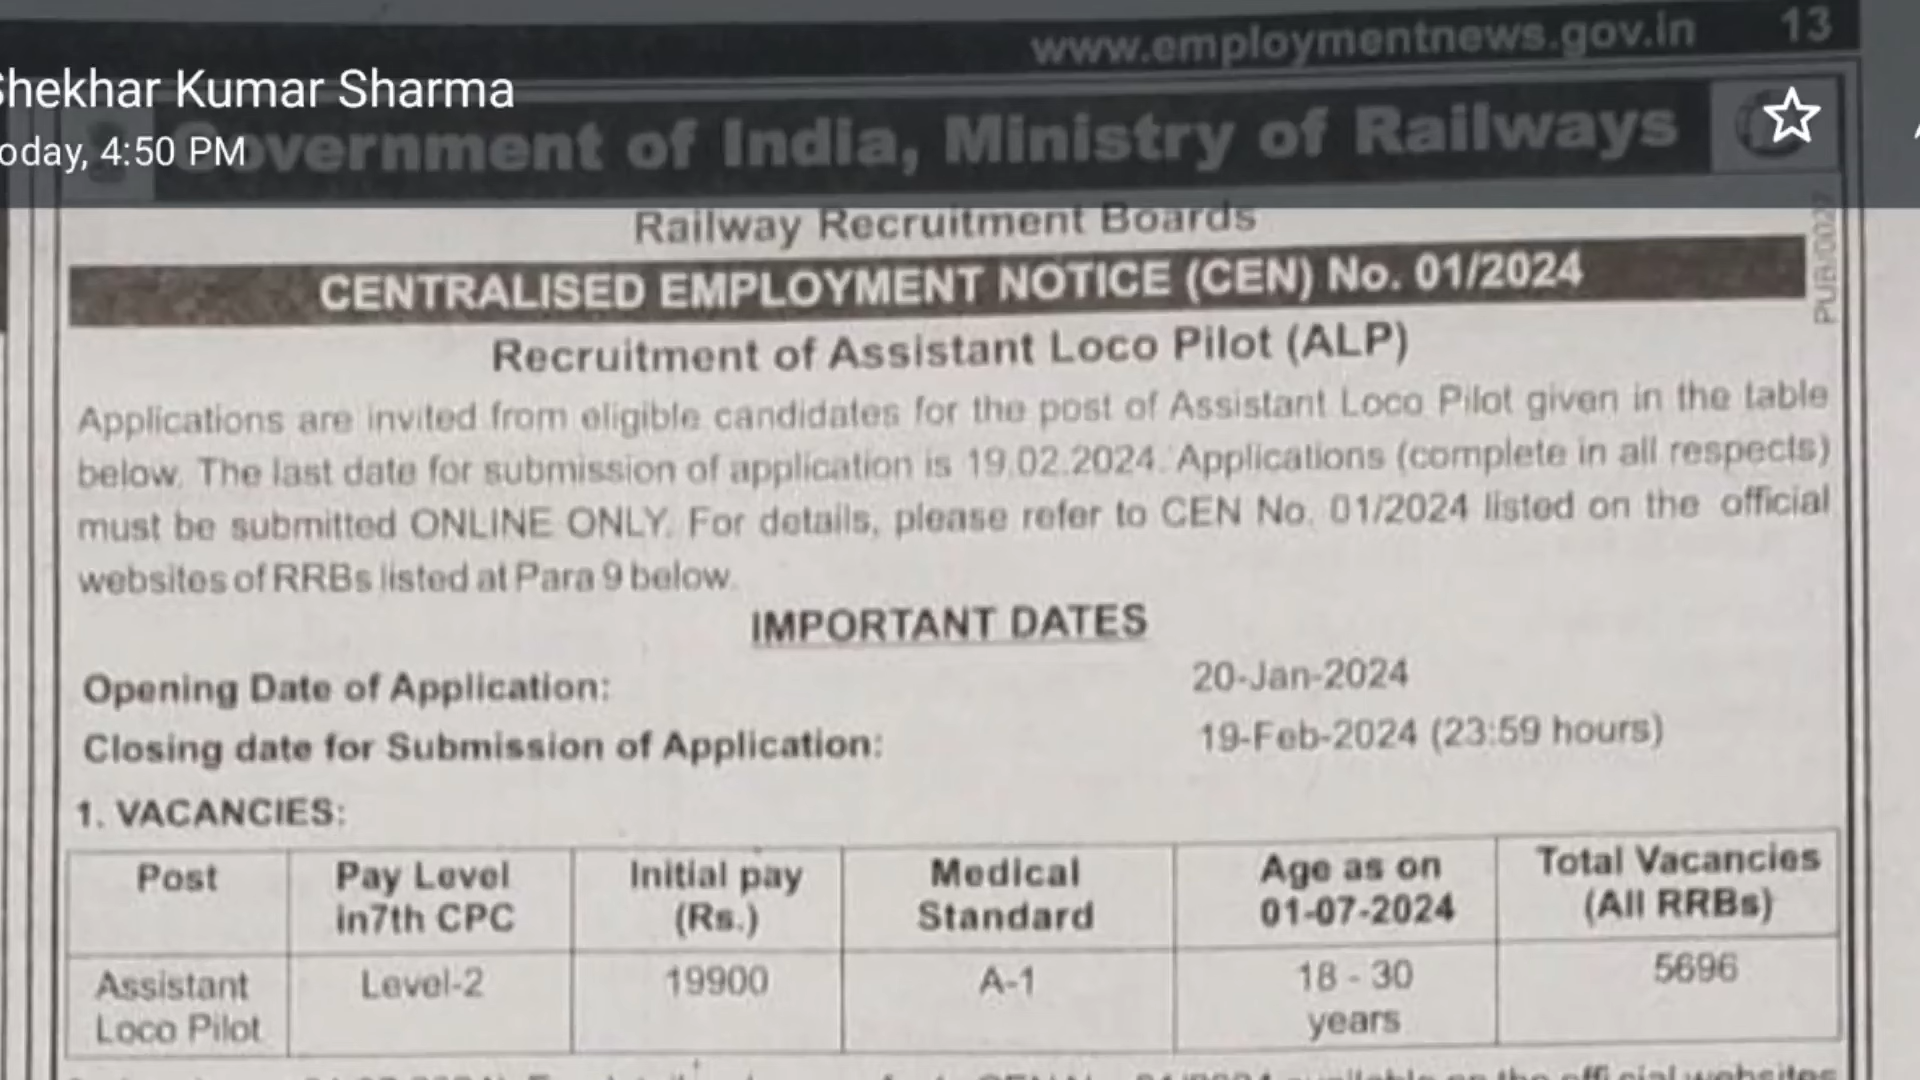 www.employmentnews.gov.in 13
Shekhar Kumar Sharma
oday, 4:50 PM
Government of India, Ministry of Railways
Railway Recruitment Boards
CENTRALISED EMPLOYMENT NOTICE (CEN) No. 01/2024
Recruitment of Assistant Loco Pilot (ALP)
Applications are invited from eligible candidates for the post of Assistant Loco Pilot given in the table
below. The last date for submission of application is 19.02.2024. Applications (complete in all respects)
must be submitted ONLINE ONLY. For details, please refer to CEN No. 01/2024 listed on the official
websites of RRBs listed at Para 9 below.
IMPORTANT DATES
Opening Date of Application: 20-Jan-2024
Closing date for Submission of Application: 19-Feb-2024 (23:59 hours)
1. VACANCIES:
Post Pay Level Initial pay Medical Age as on Total Vacancies
in7th CPC (Rs.) Standard 01-07-2024 (All RRBs)
Assistant Level-2 19900 A-1 18 - 30 5696
Loco Pilot years